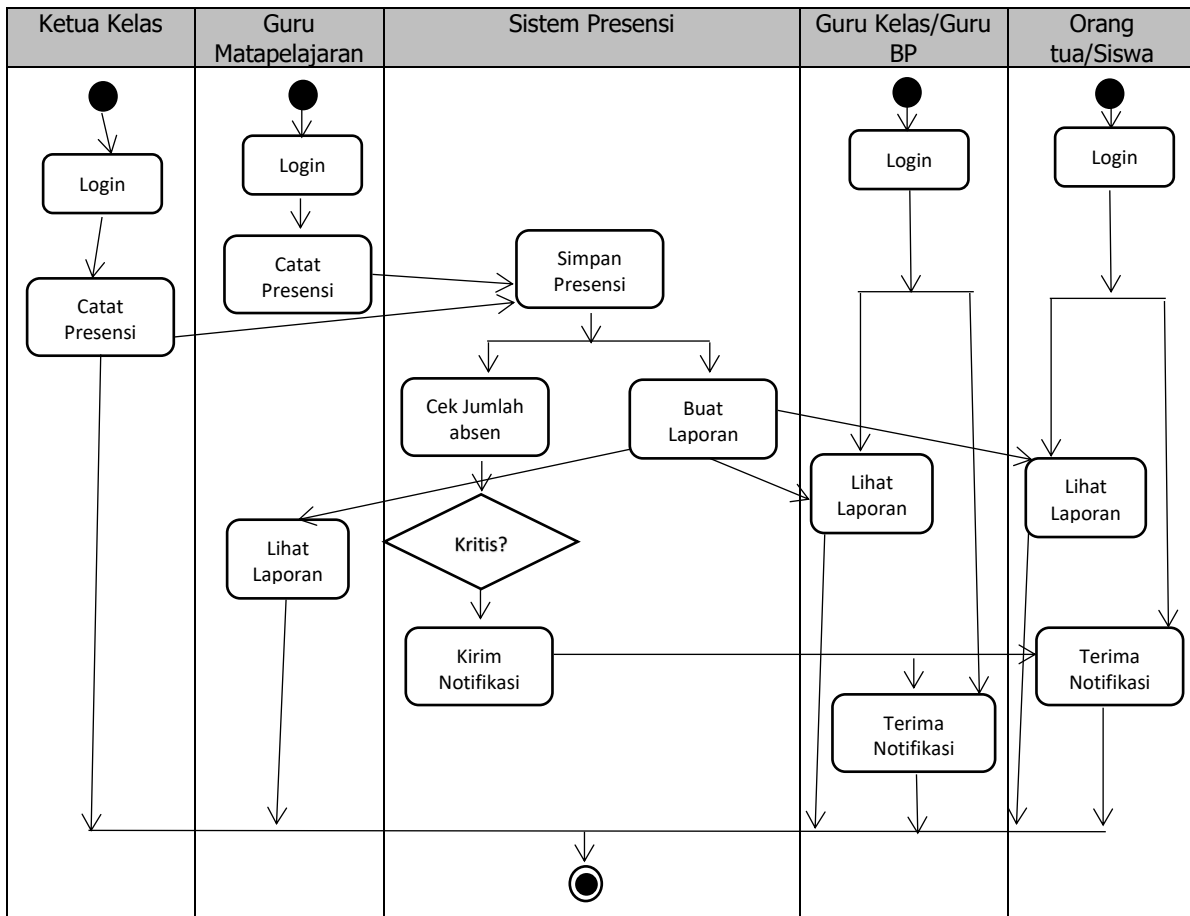 Ketua Kelas
Guru
Matapelajaran
Sistem Presensi
Guru Kelas/Guru
BP
Orang
tua/Siswa
Login
Login
Login
Login
Catat
Presensi
Simpan
Presensi
Catat
Presensi
Cek Jumlah
absen
Buat
Laporan
Lihat
Laporan
Lihat
Laporan
Lihat
Laporan
Kritis?
Kirim
Notifikasi
Terima
Notifikasi
Terima
Notifikasi